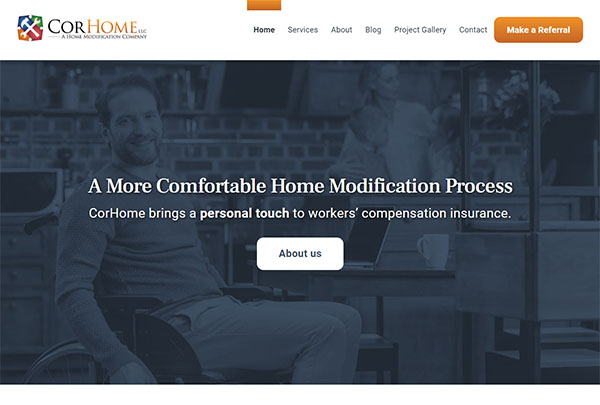 CORHOME LLC
A HOME MODIFICATION COMPANY
Home Services About Blog Project Gallery Contact Make a Referral
A More Comfortable Home Modification Process
CorHome brings a personal touch to workers’ compensation insurance.
About us